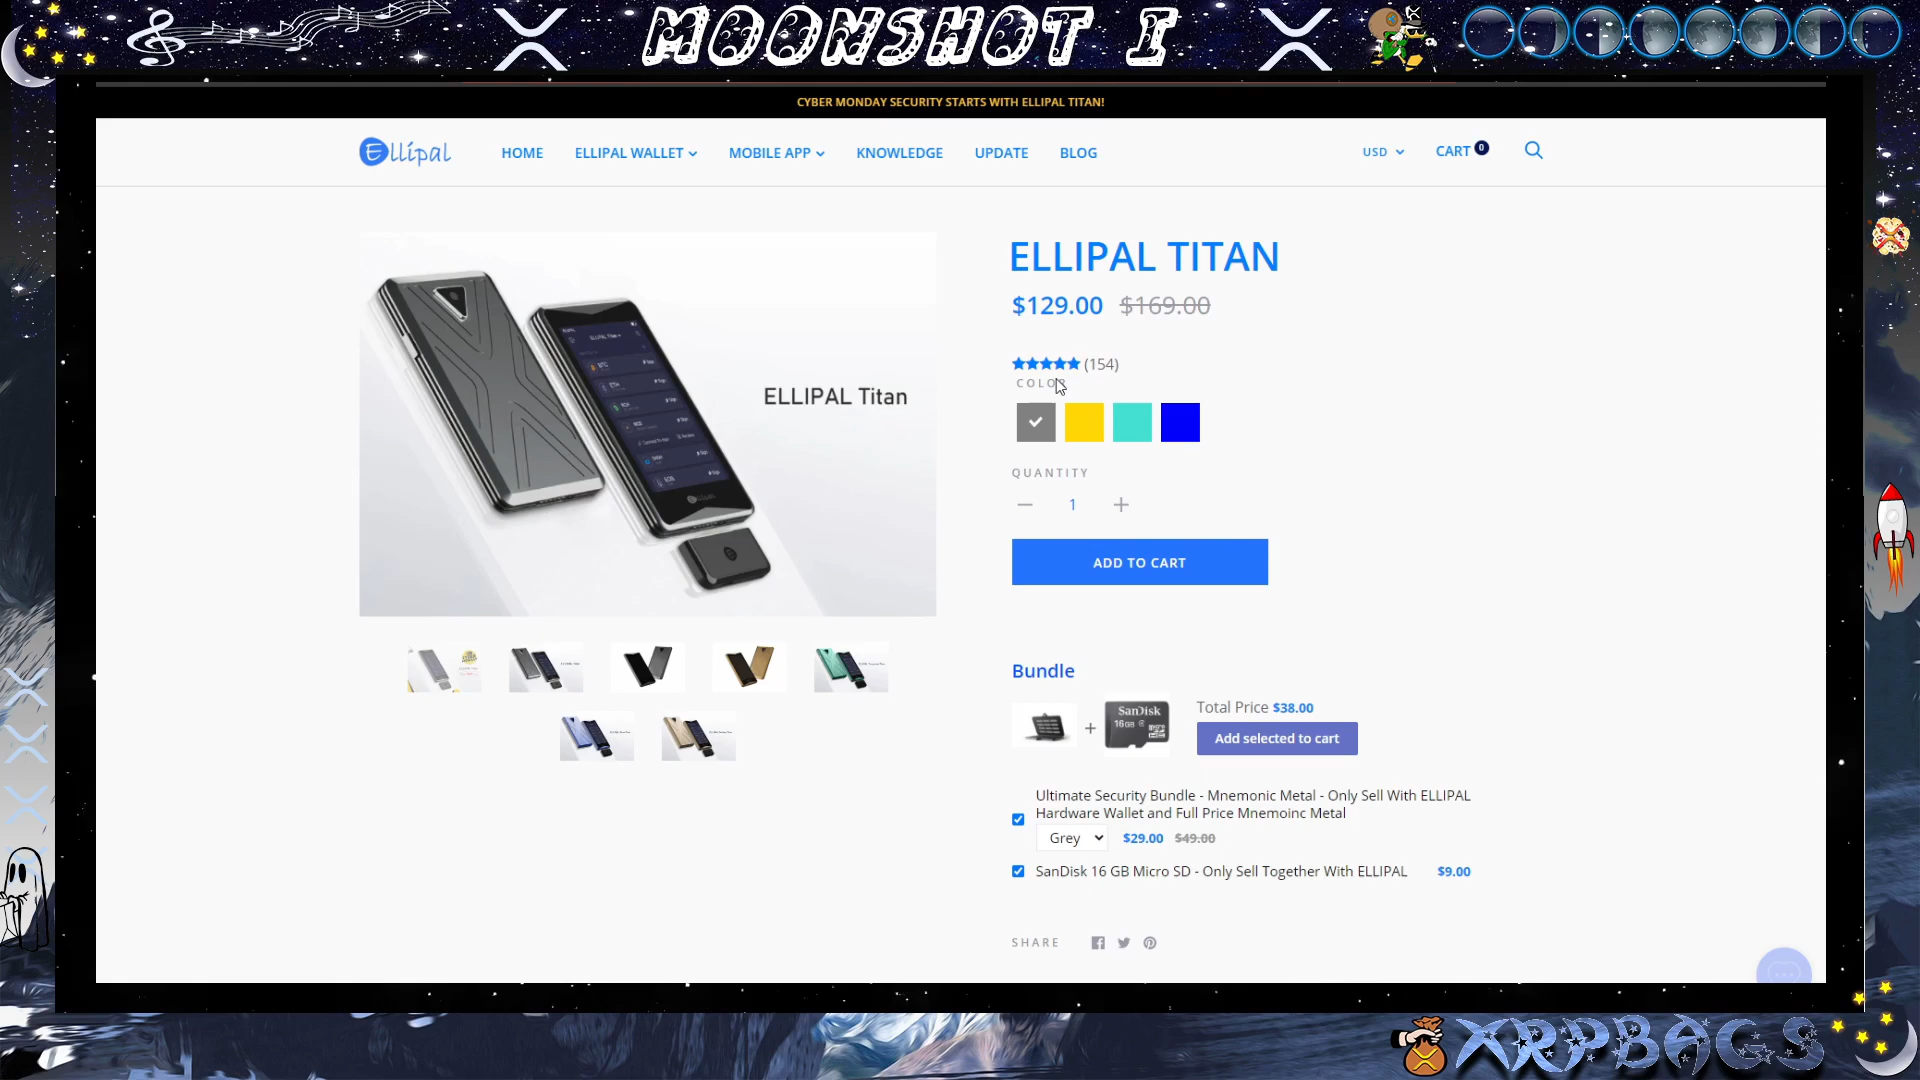 MOONSHOT I
CYBER MONDAY SECURITY STARTS WITH ELLIPAL TITAN!
Ellipal
HOME
ELLIPAL WALLET
MOBILE APP
KNOWLEDGE
UPDATE
BLOG
USD
CART 0
ELLIPAL TITAN
$129.00 $169.00
(154)
COLOR
ELLIPAL Titan
QUANTITY
1
ADD TO CART
Bundle
SanDisk
16GB
Total Price $38.00
Add selected to cart
Ultimate Security Bundle - Mnemonic Metal - Only Sell With ELLIPAL
Hardware Wallet and Full Price Mnemoinc Metal
Grey $29.00 $49.00
SanDisk 16 GB Micro SD - Only Sell Together With ELLIPAL $9.00
SHARE
XRPBAGS